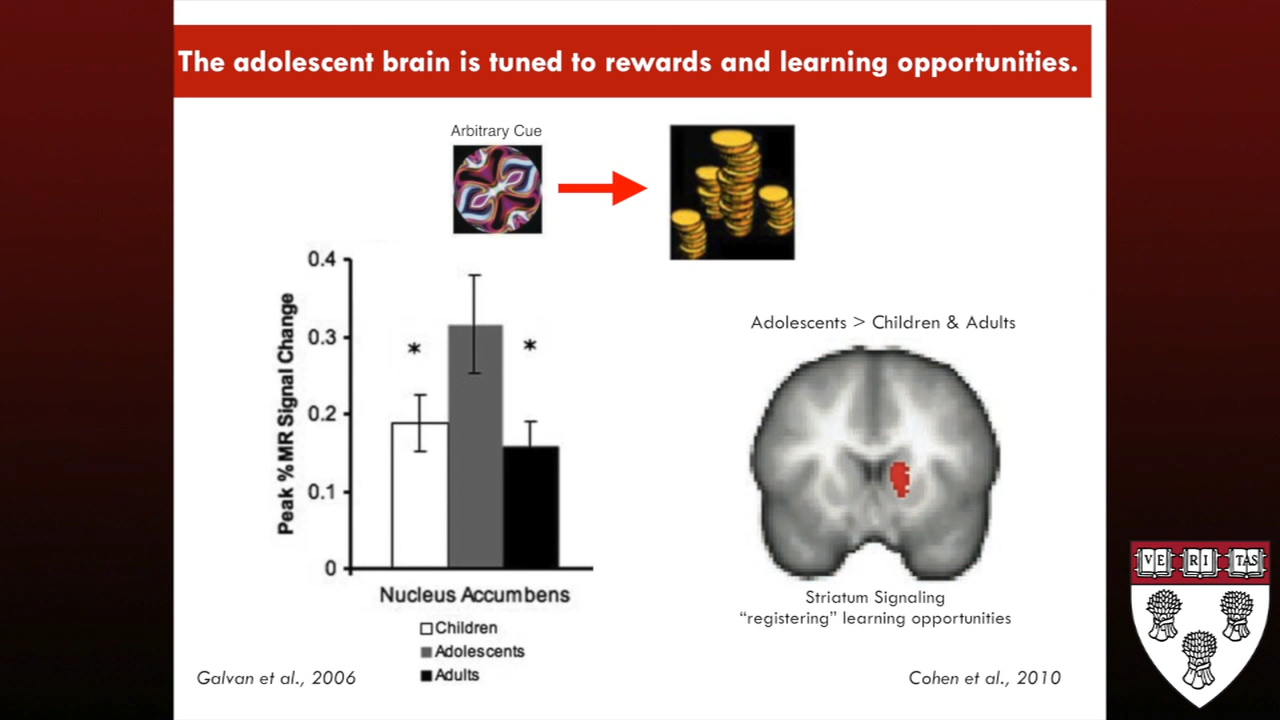 The adolescent brain is tuned to rewards and learning opportunities.
Arbitrary Cue
0.4
0.3
0.2
0.1
0
Peak % MR Signal Change
* *
Nucleus Accumbens
Children
Adolescents
Adults
Galvan et al., 2006
Adolescents > Children & Adults
Striatum Signaling
“registering” learning opportunities
Cohen et al., 2010
VE RI TAS